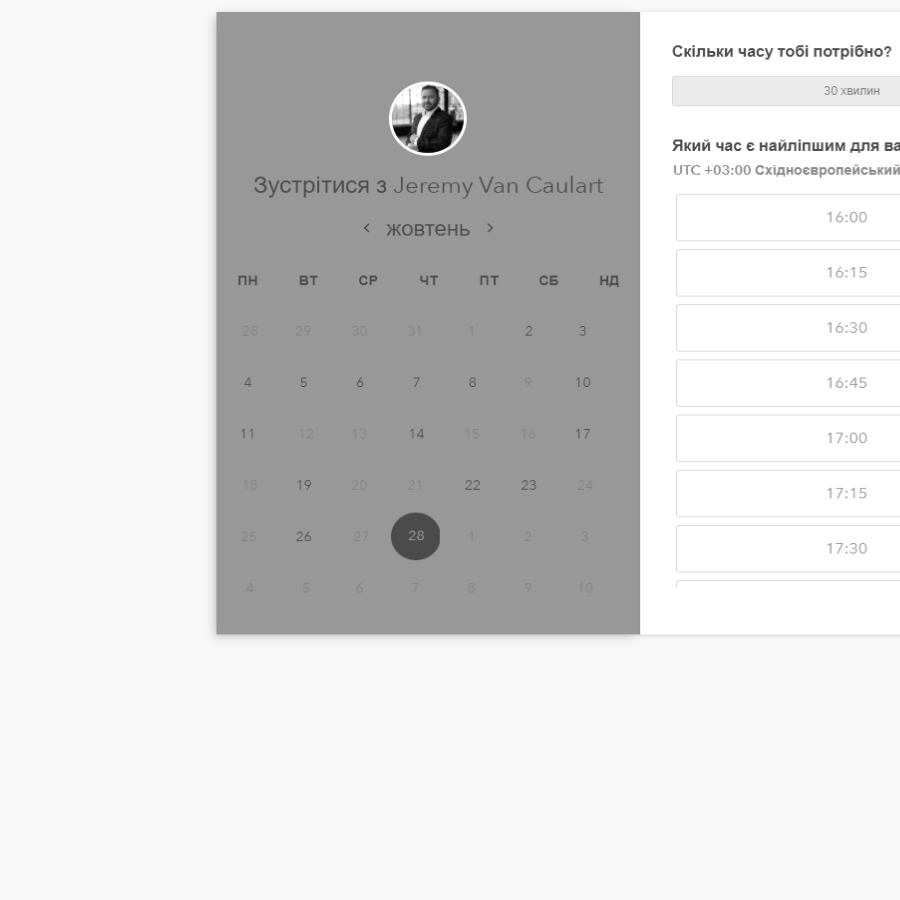 Зустрітися з Jeremy Van Caulart
жовтень
ПН ВТ СР ЧТ ПТ СБ НД
28 29 30 31 1 2 3
4 5 6 7 8 9 10
11 12 13 14 15 16 17
18 19 20 21 22 23 24
25 26 27 28 1 2 3
4 5 6 7 8 9 10
Скільки часу тобі потрібно?
30 хвилин
Який час є найліпшим для ва
UTC +03:00 Східноєвропейський
16:00
16:15
16:30
16:45
17:00
17:15
17:30